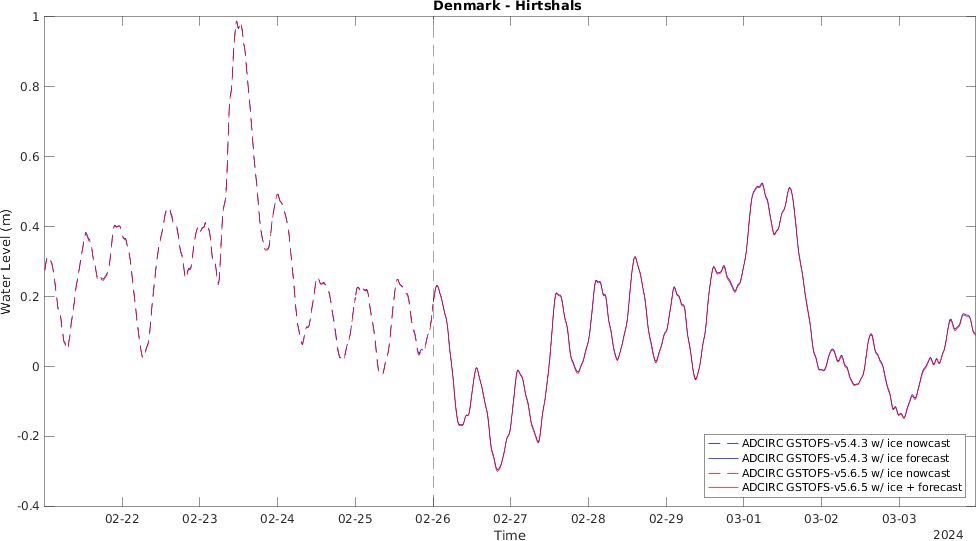 Denmark - Hirtshals
1
0.8
0.6
0.4
0.2
0
-0.2
-0.4
Water Level (m)
02-22 02-23 02-24 02-25 02-26 02-27 02-28 02-29 03-01 03-02 03-03
Time
2024
ADCIRC GSTOFS-v5.4.3 w/ ice nowcast
ADCIRC GSTOFS-v5.4.3 w/ ice forecast
ADCIRC GSTOFS-v5.6.5 w/ ice nowcast
ADCIRC GSTOFS-v5.6.5 w/ ice + forecast